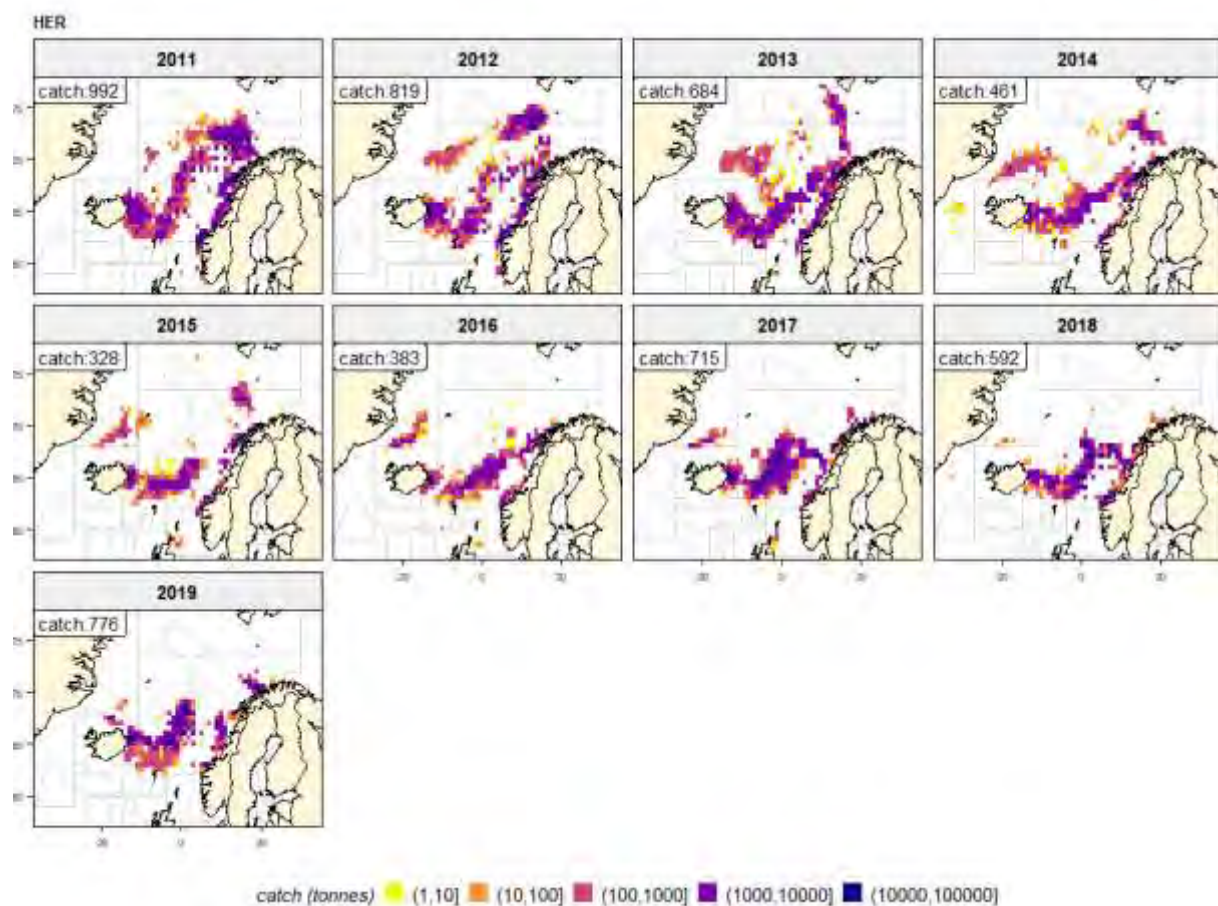 HER
2011 2012 2013 2014
catch:992 catch:819 catch:684 catch:461
2015 2016 2017 2018
catch:328 catch:383 catch:715 catch:592
2019
catch:776
catch (tonnes) (1,10] (10,100] (100,1000] (1000,10000] (10000,100000]